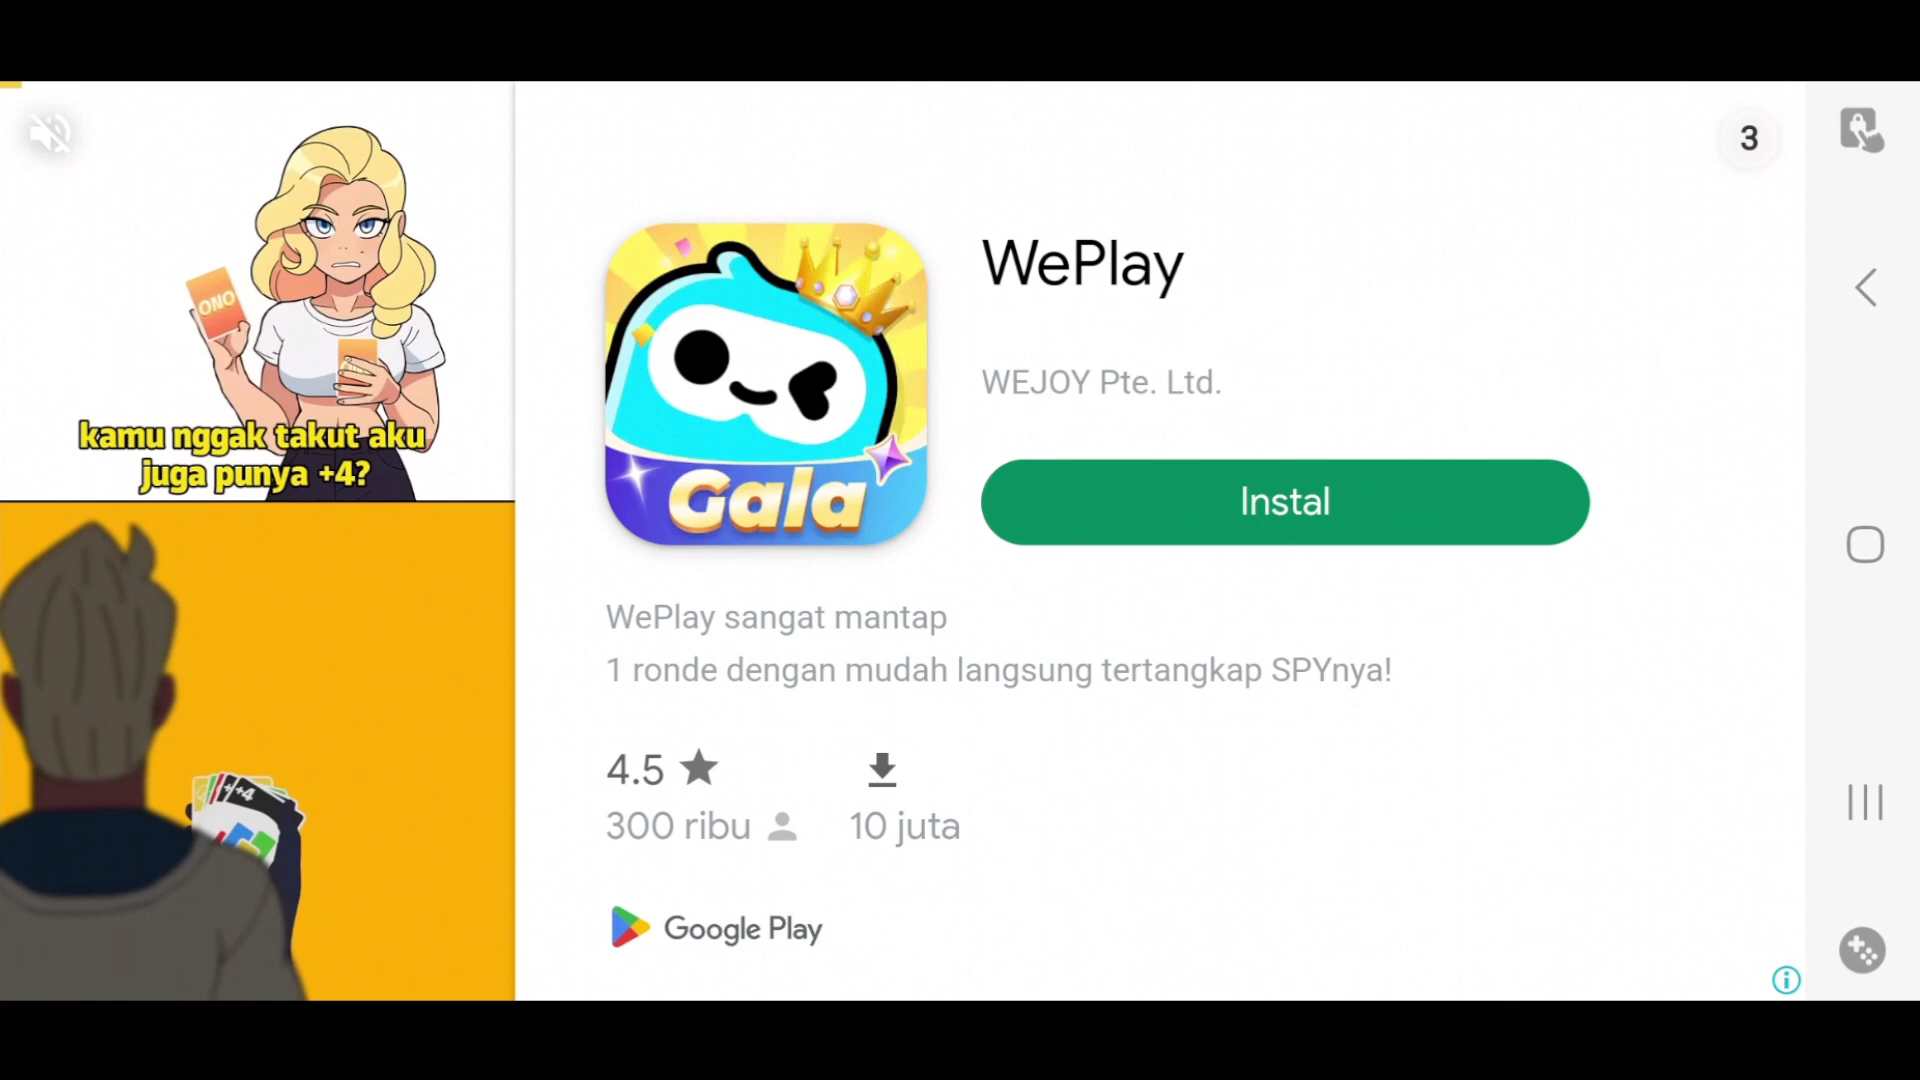 ONO
kamu nggak takut aku
juga punya +4?
+4
3
Gala
WePlay
WEJOY Pte. Ltd.
Instal
WePlay sangat mantap
1 ronde dengan mudah langsung tertangkap SPYnya!
4.5
300 ribu
10 juta
Google Play